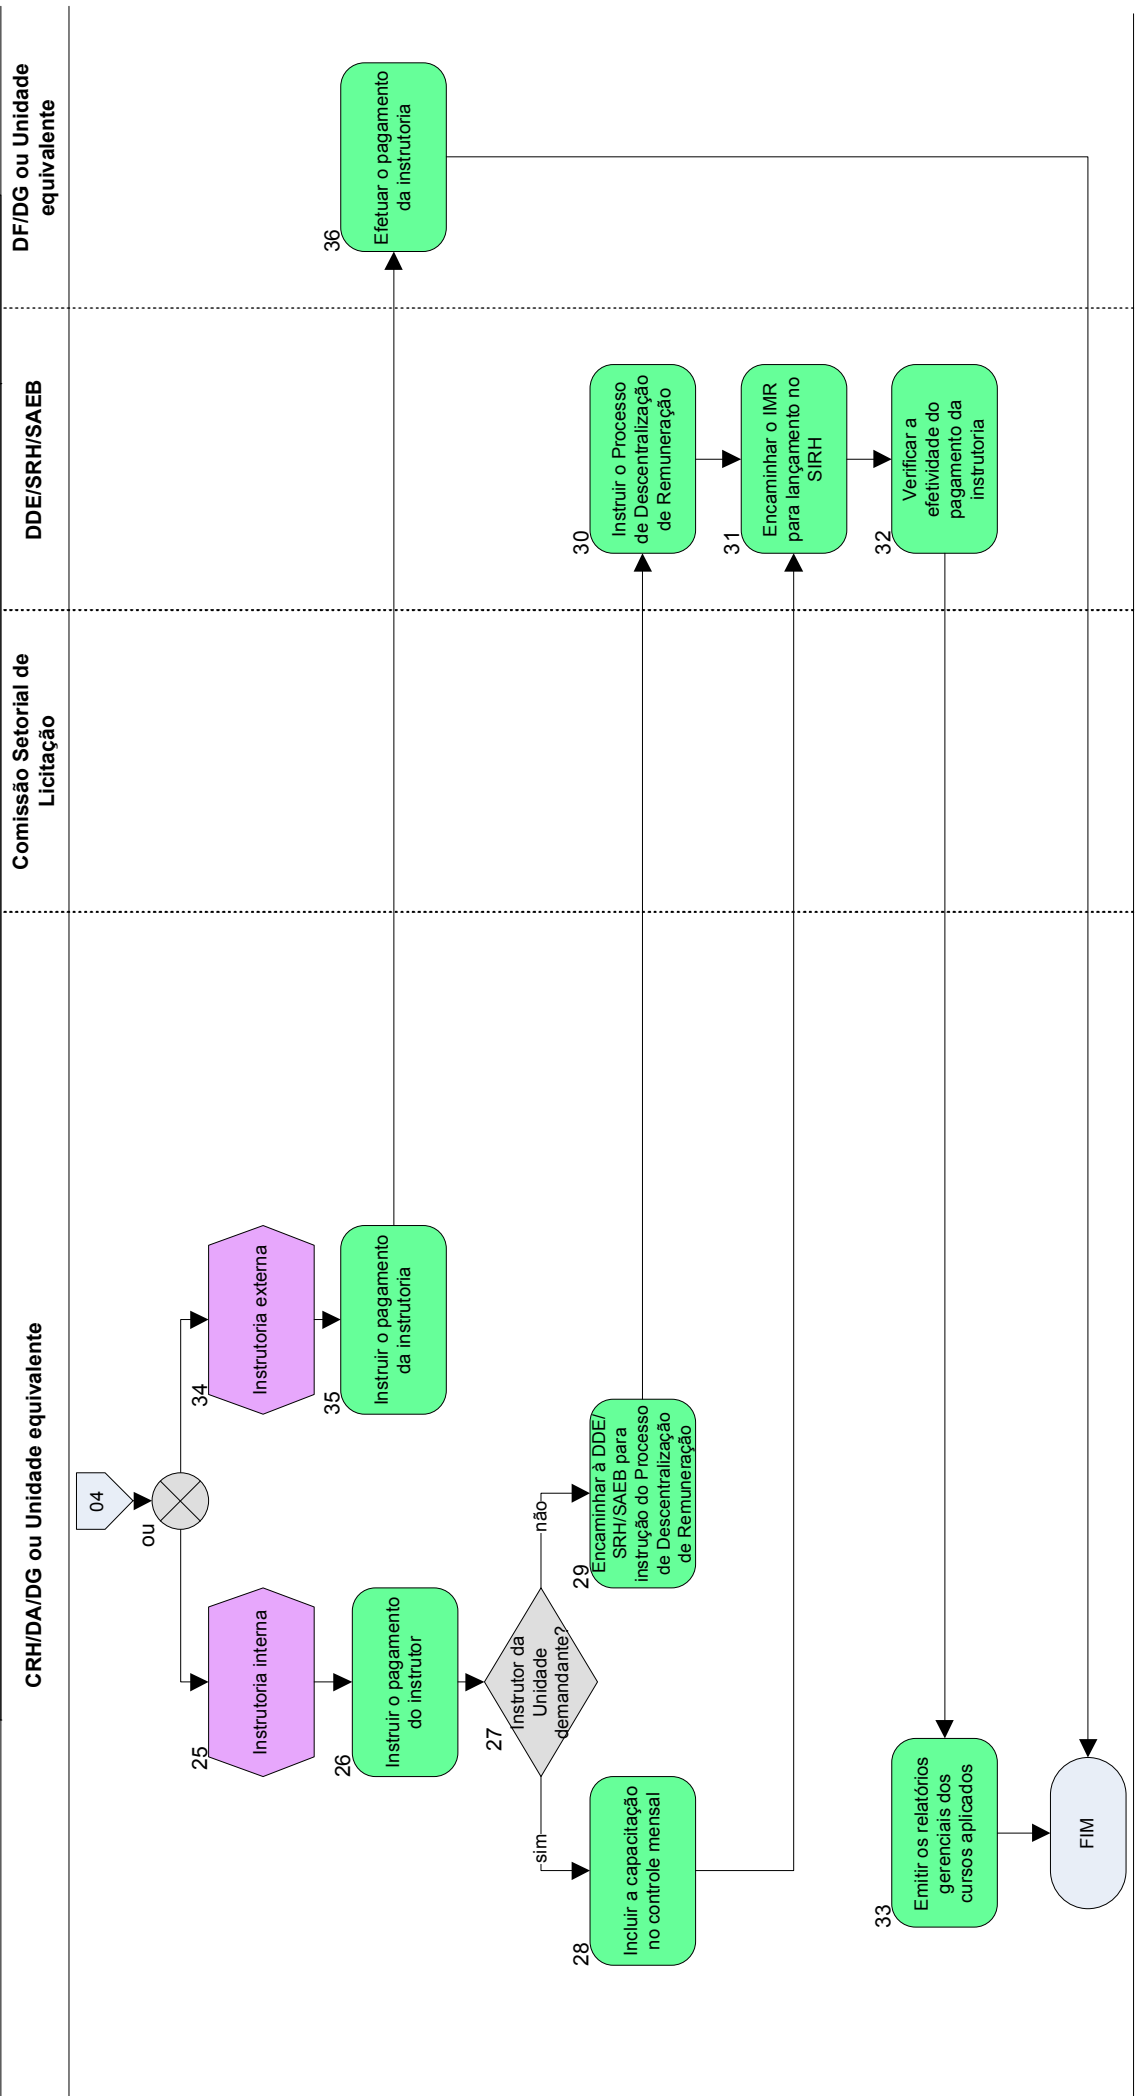 CRH/DA/DG ou Unidade equivalente
Comissão Setorial de
Licitação
DDE/SRH/SAEB
DF/DG ou Unidade
equivalente
04
ou
25
Instrutoria interna
34
Instrutoria externa
26
Instruir o pagamento
do instrutor
35
Instruir o pagamento
da instrutoria
36
Efetuar o pagamento
da instrutoria
27
Instrutor da
Unidade
demandante?
sim
não
28
Incluir a capacitação
no controle mensal
29
Encaminhar à DDE/
SRH/SAEB para
instrução do Processo
de Descentralização
de Remuneração
30
Instruir o Processo
de Descentralização
de Remuneração
31
Encaminhar o IMR
para lançamento no
SIRH
32
Verificar a
efetividade do
pagamento da
instrutoria
33
Emitir os relatórios
gerenciais dos
cursos aplicados
FIM